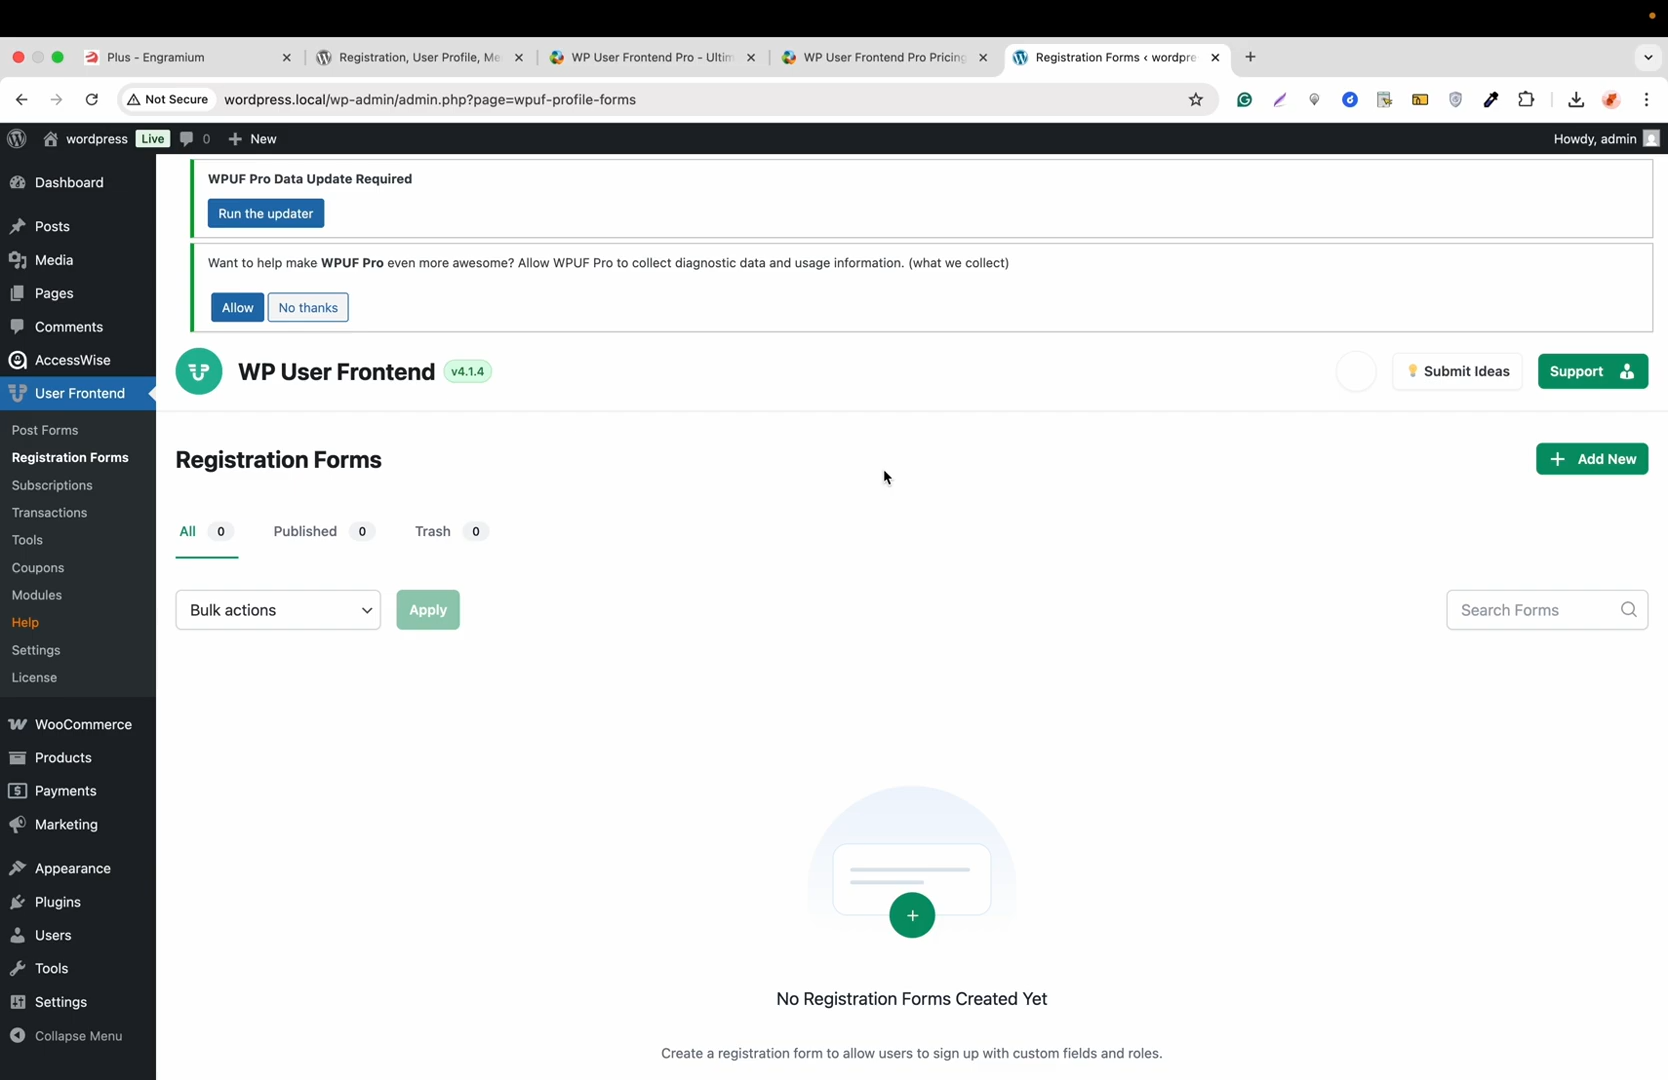 Plus - Engramium
Registration, User Profile, Me
WP User Frontend Pro - Ultim
WP User Frontend Pro Pricing
Registration Forms ‹ wordpre
Not Secure
wordpress.local/wp-admin/admin.php?page=wpuf-profile-forms
wordpress
Live
0
New
Howdy, admin
Dashboard
Posts
Media
Pages
Comments
AccessWise
User Frontend
Post Forms
Registration Forms
Subscriptions
Transactions
Tools
Coupons
Modules
Help
Settings
License
WooCommerce
Products
Payments
Marketing
Appearance
Plugins
Users
Tools
Settings
Collapse Menu
WPUF Pro Data Update Required
Run the updater
Want to help make WPUF Pro even more awesome? Allow WPUF Pro to collect diagnostic data and usage information. (what we collect)
Allow
No thanks
WP User Frontend
v4.1.4
Submit Ideas
Support
Registration Forms
Add New
All 0
Published 0
Trash 0
Bulk actions
Apply
Search Forms
No Registration Forms Created Yet
Create a registration form to allow users to sign up with custom fields and roles.